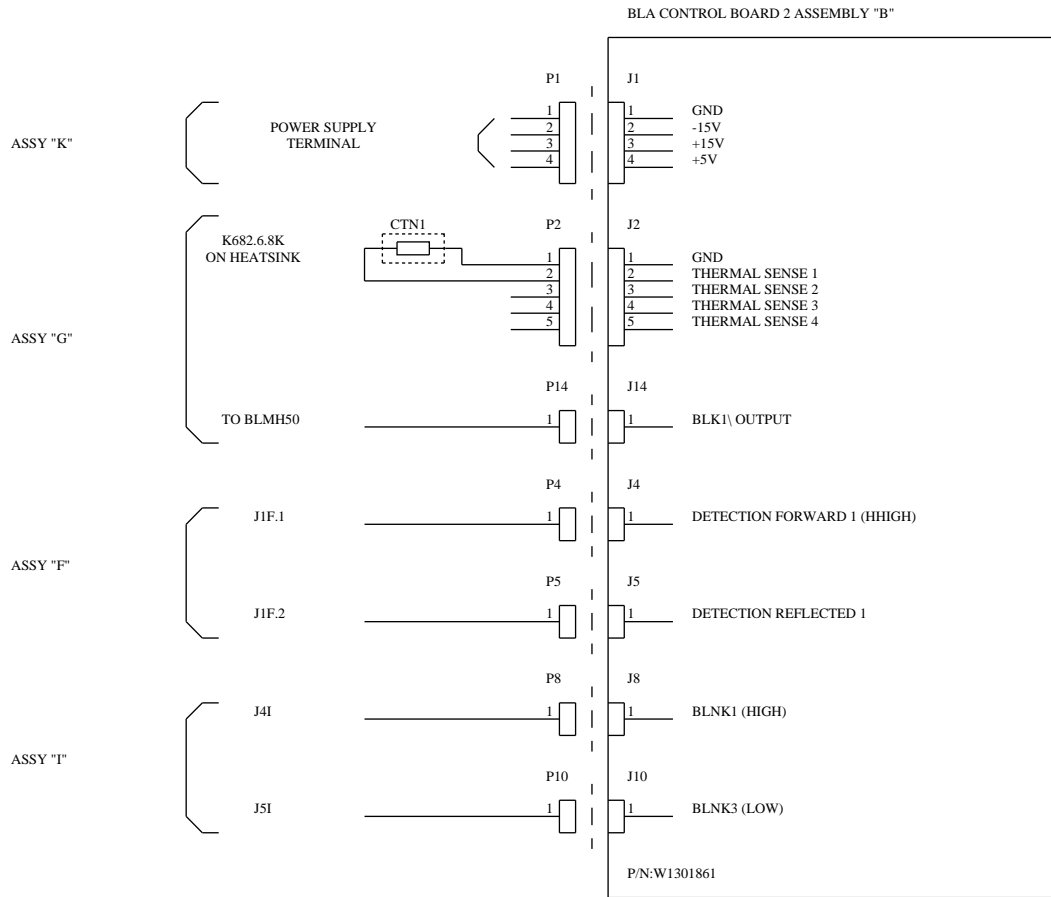 BLA CONTROL BOARD 2 ASSEMBLY "B"
P1 J1
ASSY "K"
POWER SUPPLY
TERMINAL
1 1 GND
2 2 -15V
3 3 +15V
4 4 +5V
CTN1 P2 J2
K682.6.8K
ON HEATSINK
1 1 GND
2 2 THERMAL SENSE 1
3 3 THERMAL SENSE 2
4 4 THERMAL SENSE 3
5 5 THERMAL SENSE 4
ASSY "G"
P14 J14
TO BLMH50 1 1 BLK1\ OUTPUT
P4 J4
J1F.1 1 1 DETECTION FORWARD 1 (HHIGH)
ASSY "F"
P5 J5
J1F.2 1 1 DETECTION REFLECTED 1
P8 J8
J4I 1 1 BLNK1 (HIGH)
ASSY "I"
P10 J10
J5I 1 1 BLNK3 (LOW)
P/N:W1301861